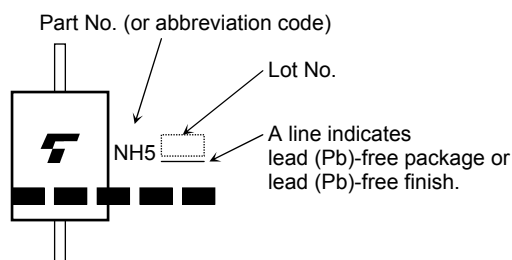 Part No. (or abbreviation code)
Lot No.
NH5
A line indicates
lead (Pb)-free package or
lead (Pb)-free finish.